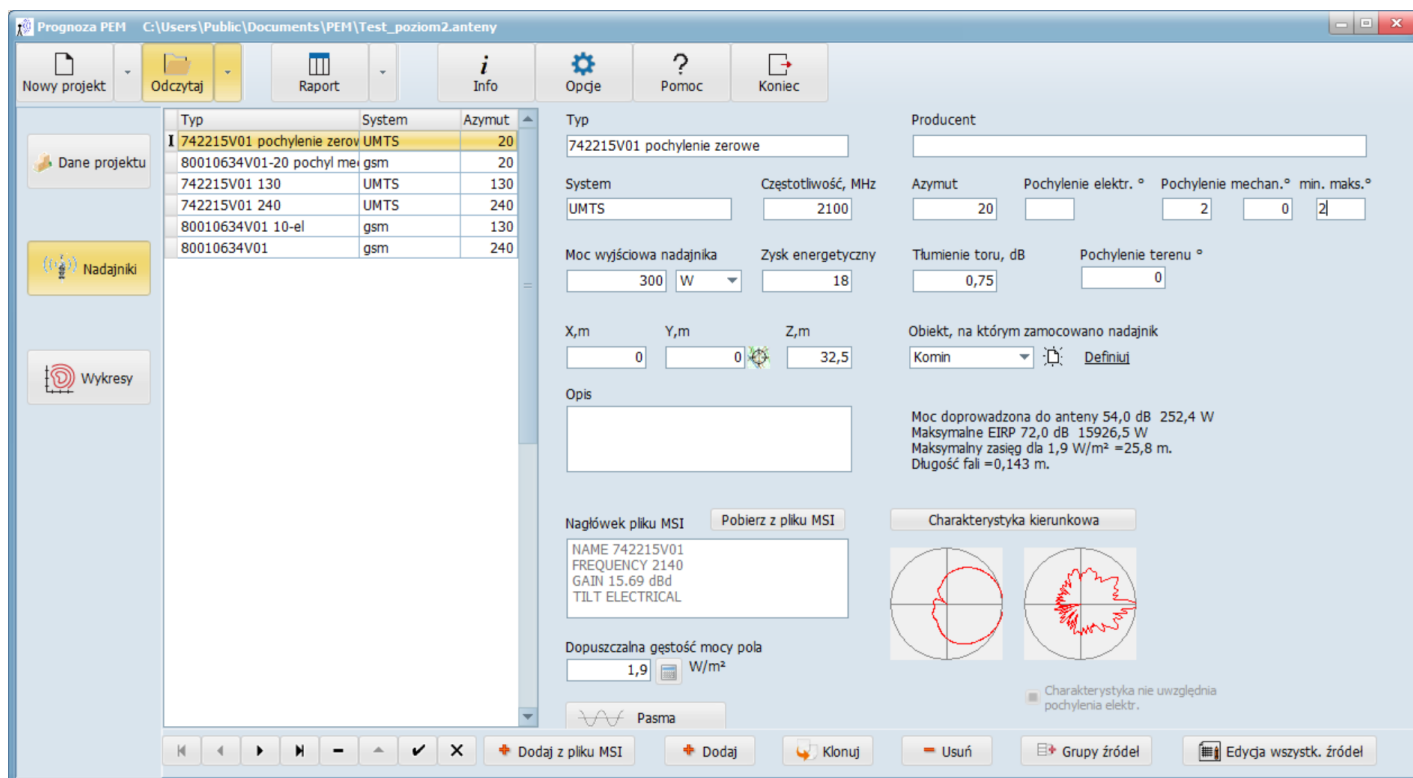 Prognoza PEM C:\Users\Public\Documents\PEM\Test_poziom2.anteny
Nowy projekt
Odczytaj
Raport
i
Info
Opcje
?
Pomoc
Koniec
Dane projektu
Nadajniki
Wykresy
Typ System Azymut
I 742215V01 pochylenie zerow UMTS 20
80010634V01-20 pochyl me gsm 20
742215V01 130 UMTS 130
742215V01 240 UMTS 240
80010634V01 10-el gsm 130
80010634V01 gsm 240
Typ Producent
742215V01 pochylenie zerowe
System Częstotliwość, MHz Azymut Pochylenie elektr. ° Pochylenie mechan.° min. maks.°
UMTS 2100 20 2 0 2
Moc wyjściowa nadajnika Zysk energetyczny Tłumienie toru, dB Pochylenie terenu °
300 W 18 0,75 0
X,m Y,m Z,m Obiekt, na którym zamocowano nadajnik
0 0 32,5 Komin Definiuj
Opis
Moc doprowadzona do anteny 54,0 dB 252,4 W
Maksymalne EIRP 72,0 dB 15926,5 W
Maksymalny zasięg dla 1,9 W/m² =25,8 m.
Długość fali =0,143 m.
Nagłówek pliku MSI Pobierz z pliku MSI Charakterystyka kierunkowa
NAME 742215V01
FREQUENCY 2140
GAIN 15.69 dBd
TILT ELECTRICAL
Dopuszczalna gęstość mocy pola
1,9 W/m²
Charakterystyka nie uwzględnia
pochylenia elektr.
Pasma
Dodaj z pliku MSI Dodaj Klonuj Usuń Grupy źródeł Edycja wszystk. źródeł